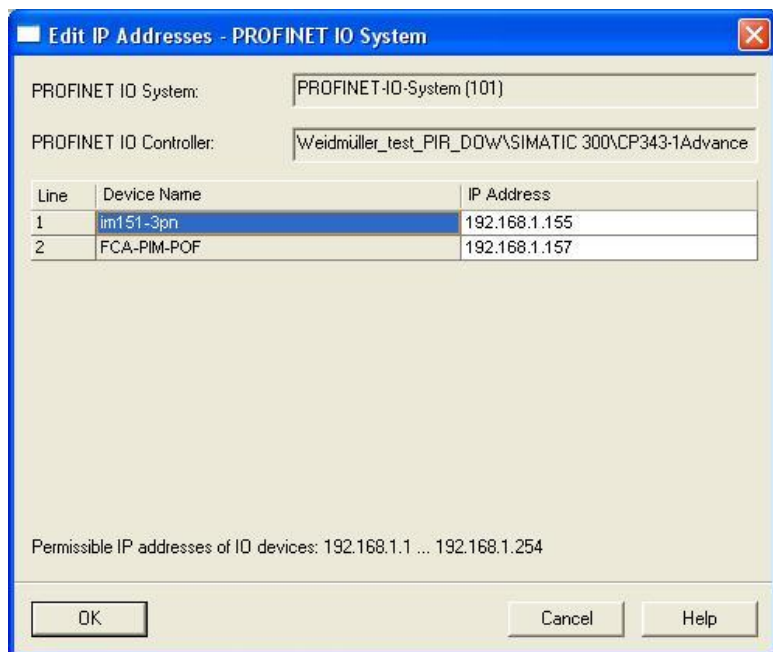 Edit IP Addresses - PROFINET IO System
PROFINET IO System: PROFINET-IO-System (101)
PROFINET IO Controller: Weidmüller_test_PIR_DOW\SIMATIC 300\CP343-1Advance
Line Device Name IP Address
1 im151-3pn 192.168.1.155
2 FCA-PIM-POF 192.168.1.157
Permissible IP addresses of IO devices: 192.168.1.1 ... 192.168.1.254
OK Cancel Help